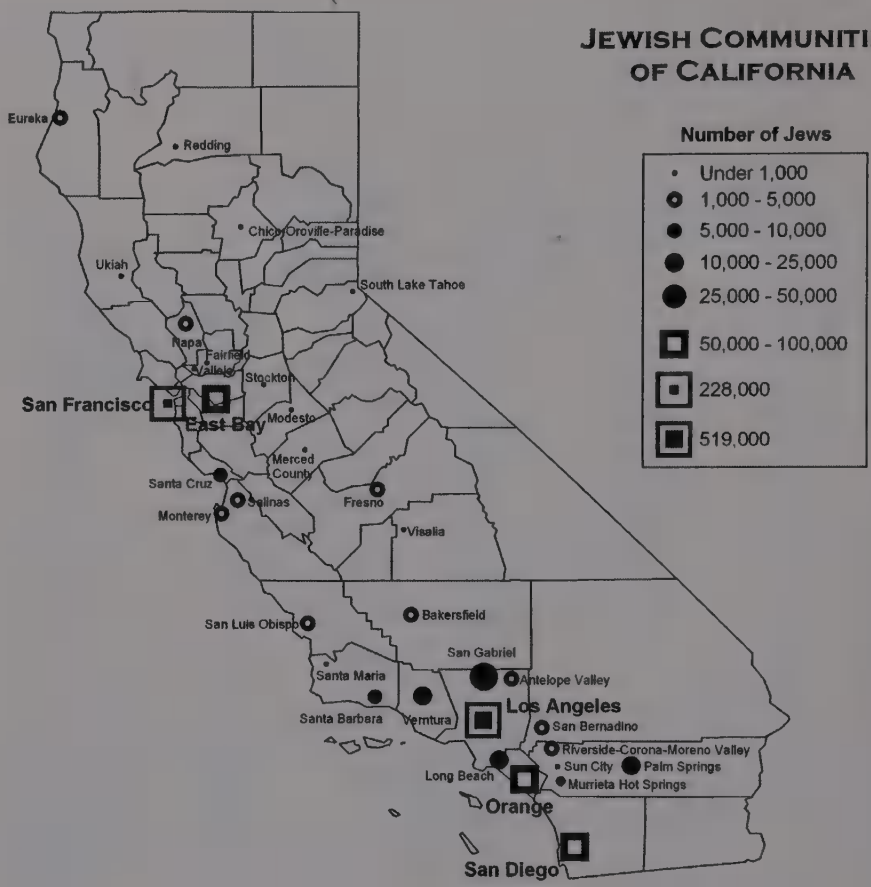 JEWISH COMMUNITI
OF CALIFORNIA
Number of Jews
Under 1,000
1,000 - 5,000
5,000 - 10,000
10,000 - 25,000
25,000 - 50,000
50,000 - 100,000
228,000
519,000
Eureka
Redding
Chico-Oroville-Paradise
Ukiah
South Lake Tahoe
Napa
Fairfield
Vallejo
Stockton
San Francisco
East Bay
Modesto
Merced
County
Santa Cruz
Salinas
Fresno
Monterey
Visalia
San Luis Obispo
Bakersfield
San Gabriel
Santa Maria
Antelope Valley
Los Angeles
Santa Barbara
Verntura
San Bernadino
Riverside-Corona-Moreno Valley
Sun City
Palm Springs
Long Beach
Murrieta Hot Springs
Orange
San Diego